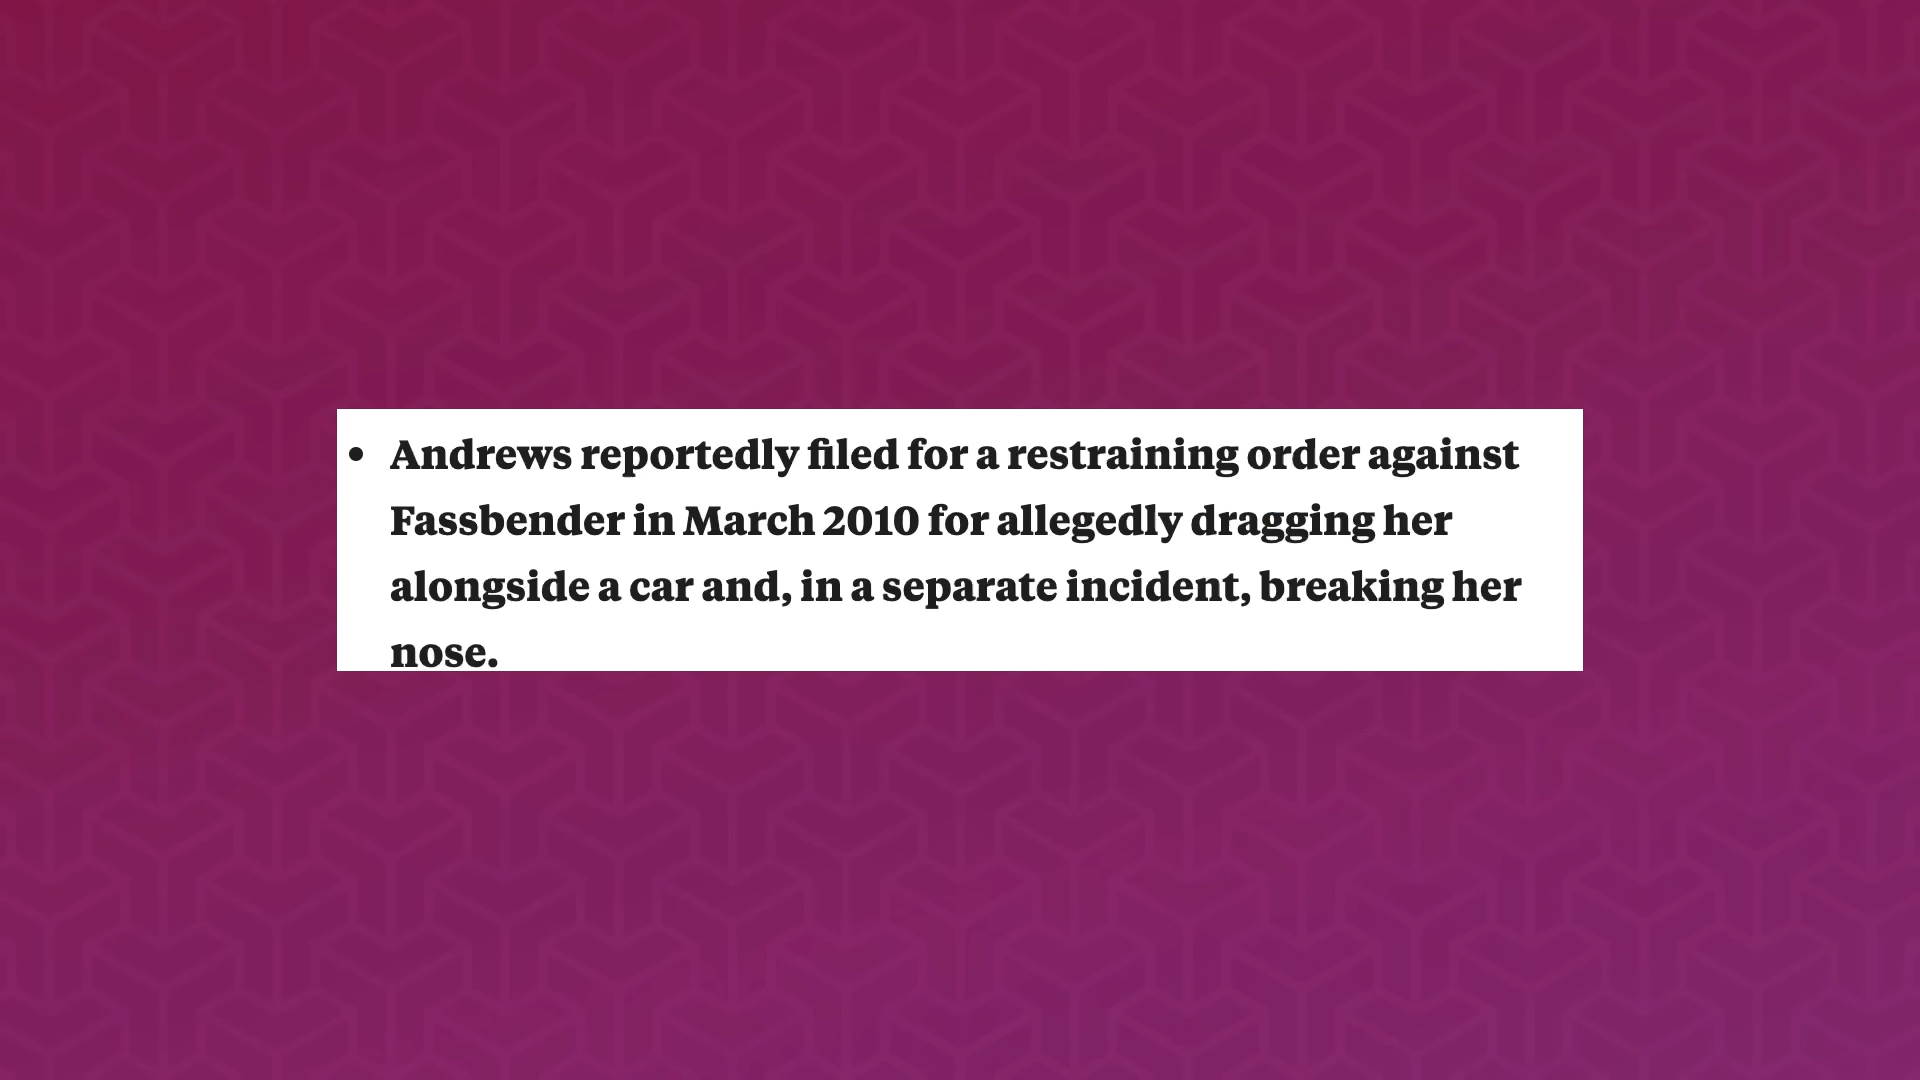 • Andrews reportedly filed for a restraining order against
Fassbender in March 2010 for allegedly dragging her
alongside a car and, in a separate incident, breaking her
nose.